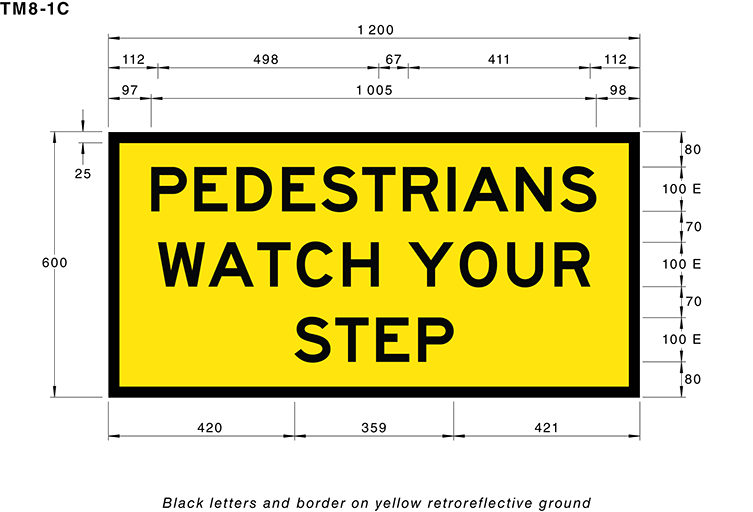 TM8-1C
1 200
112 498 67 411 112
97 1 005 98
25
600
PEDESTRIANS
WATCH YOUR
STEP
80
100 E
70
100 E
70
100 E
80
420 359 421
Black letters and border on yellow retroreflective ground